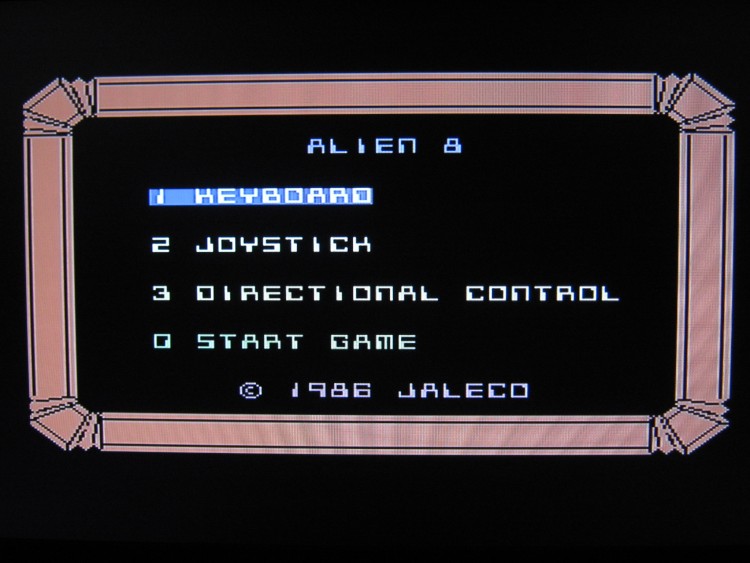 ALIEN 8
1 KEYBOARD
2 JOYSTICK
3 DIRECTIONAL CONTROL
0 START GAME
© 1986 JALECO